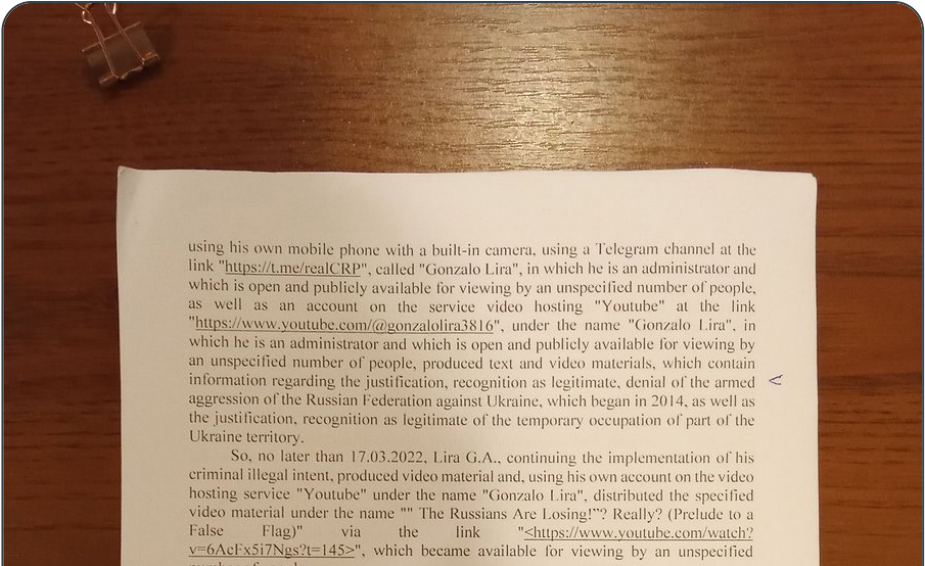 using his own mobile phone with a built-in camera, using a Telegram channel at the
link "https://t.me/realCRP", called "Gonzalo Lira", in which he is an administrator and
which is open and publicly available for viewing by an unspecified number of people,
as well as an account on the service video hosting "Youtube" at the link
"https://www.youtube.com/@gonzalolira3816", under the name "Gonzalo Lira", in
which he is an administrator and which is open and publicly available for viewing by
an unspecified number of people, produced text and video materials, which contain
information regarding the justification, recognition as legitimate, denial of the armed
aggression of the Russian Federation against Ukraine, which began in 2014, as well as
the justification, recognition as legitimate of the temporary occupation of part of the
Ukraine territory.
So, no later than 17.03.2022, Lira G.A., continuing the implementation of his
criminal illegal intent, produced video material and, using his own account on the video
hosting service "Youtube" under the name "Gonzalo Lira", distributed the specified
video material under the name "" The Russians Are Losing!"? Really? (Prelude to a
False Flag)" via the link "<https://www.youtube.com/watch?
v=6AcFx5i7Ngs?t=145>", which became available for viewing by an unspecified